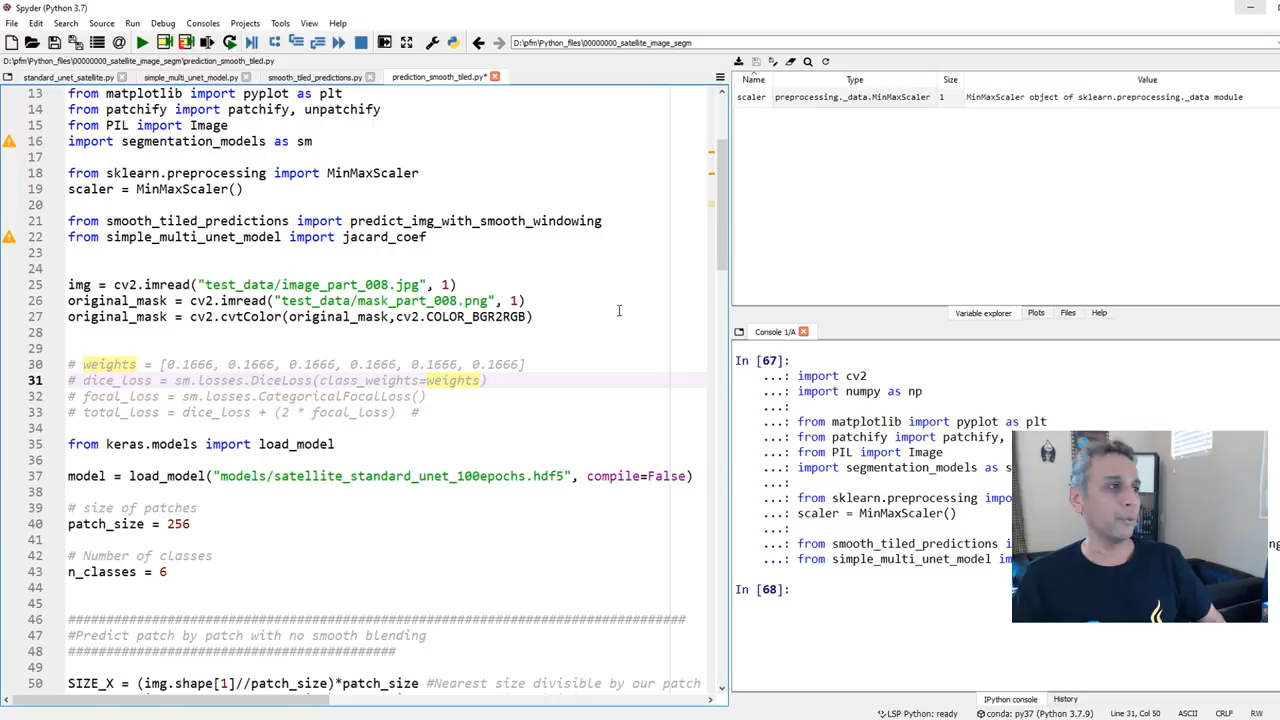 Spyder (Python 3.7)
File Edit Search Source Run Debug Consoles Projects Tools View Help
D:\pfm\Python_files\00000000_satellite_image_segm
D:\pfm\Python_files\00000000_satellite_image_segm\prediction_smooth_tiled.py
standard_unet_satellite.py simple_multi_unet_model.py smooth_tiled_predictions.py prediction_smooth_tiled.py*
13 from matplotlib import pyplot as plt
14 from patchify import patchify, unpatchify
15 from PIL import Image
16 import segmentation_models as sm
17
18 from sklearn.preprocessing import MinMaxScaler
19 scaler = MinMaxScaler()
20
21 from smooth_tiled_predictions import predict_img_with_smooth_windowing
22 from simple_multi_unet_model import jacard_coef
23
24
25 img = cv2.imread("test_data/image_part_008.jpg", 1)
26 original_mask = cv2.imread("test_data/mask_part_008.png", 1)
27 original_mask = cv2.cvtColor(original_mask,cv2.COLOR_BGR2RGB)
28
29
30 # weights = [0.1666, 0.1666, 0.1666, 0.1666, 0.1666, 0.1666]
31 # dice_loss = sm.losses.DiceLoss(class_weights=weights)
32 # focal_loss = sm.losses.CategoricalFocalLoss()
33 # total_loss = dice_loss + (2 * focal_loss)  #
34
35 from keras.models import load_model
36
37 model = load_model("models/satellite_standard_unet_100epochs.hdf5", compile=False)
38
39 # size of patches
40 patch_size = 256
41
42 # Number of classes
43 n_classes = 6
44
45
46 #################################################################################
47 #Predict patch by patch with no smooth blending
48 ###########################################
49
50 SIZE_X = (img.shape[1]//patch_size)*patch_size #Nearest size divisible by our patch
Name Type Size Value
scaler preprocessing._data.MinMaxScaler 1 MinMaxScaler object of sklearn.preprocessing._data module
Variable explorer Plots Files Help
Console 1/A
In [67]:
...: import cv2
...: import numpy as np
...:
...: from matplotlib import pyplot as plt
...: from patchify import patchify,
...: from PIL import Image
...: import segmentation_models as s
...:
...: from sklearn.preprocessing impo
...: scaler = MinMaxScaler()
...:
...: from smooth_tiled_predictions i ng
...: from simple_multi_unet_model im
In [68]:
IPython console History
LSP Python: ready conda: py37 (Python 3.7.9) Line 31, Col 50 ASCII CRLF RW